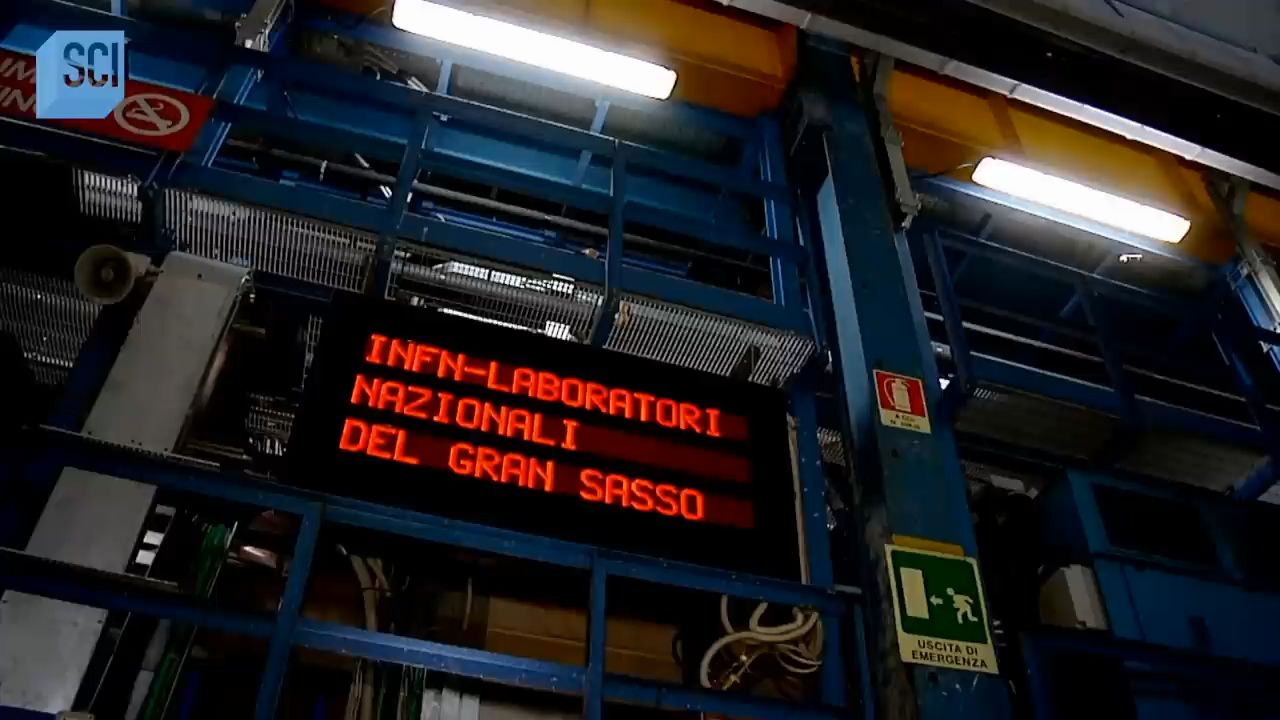 SCI
INFN-LABORATORI
NAZIONALI
DEL GRAN SASSO
USCITA DI
EMERGENZA